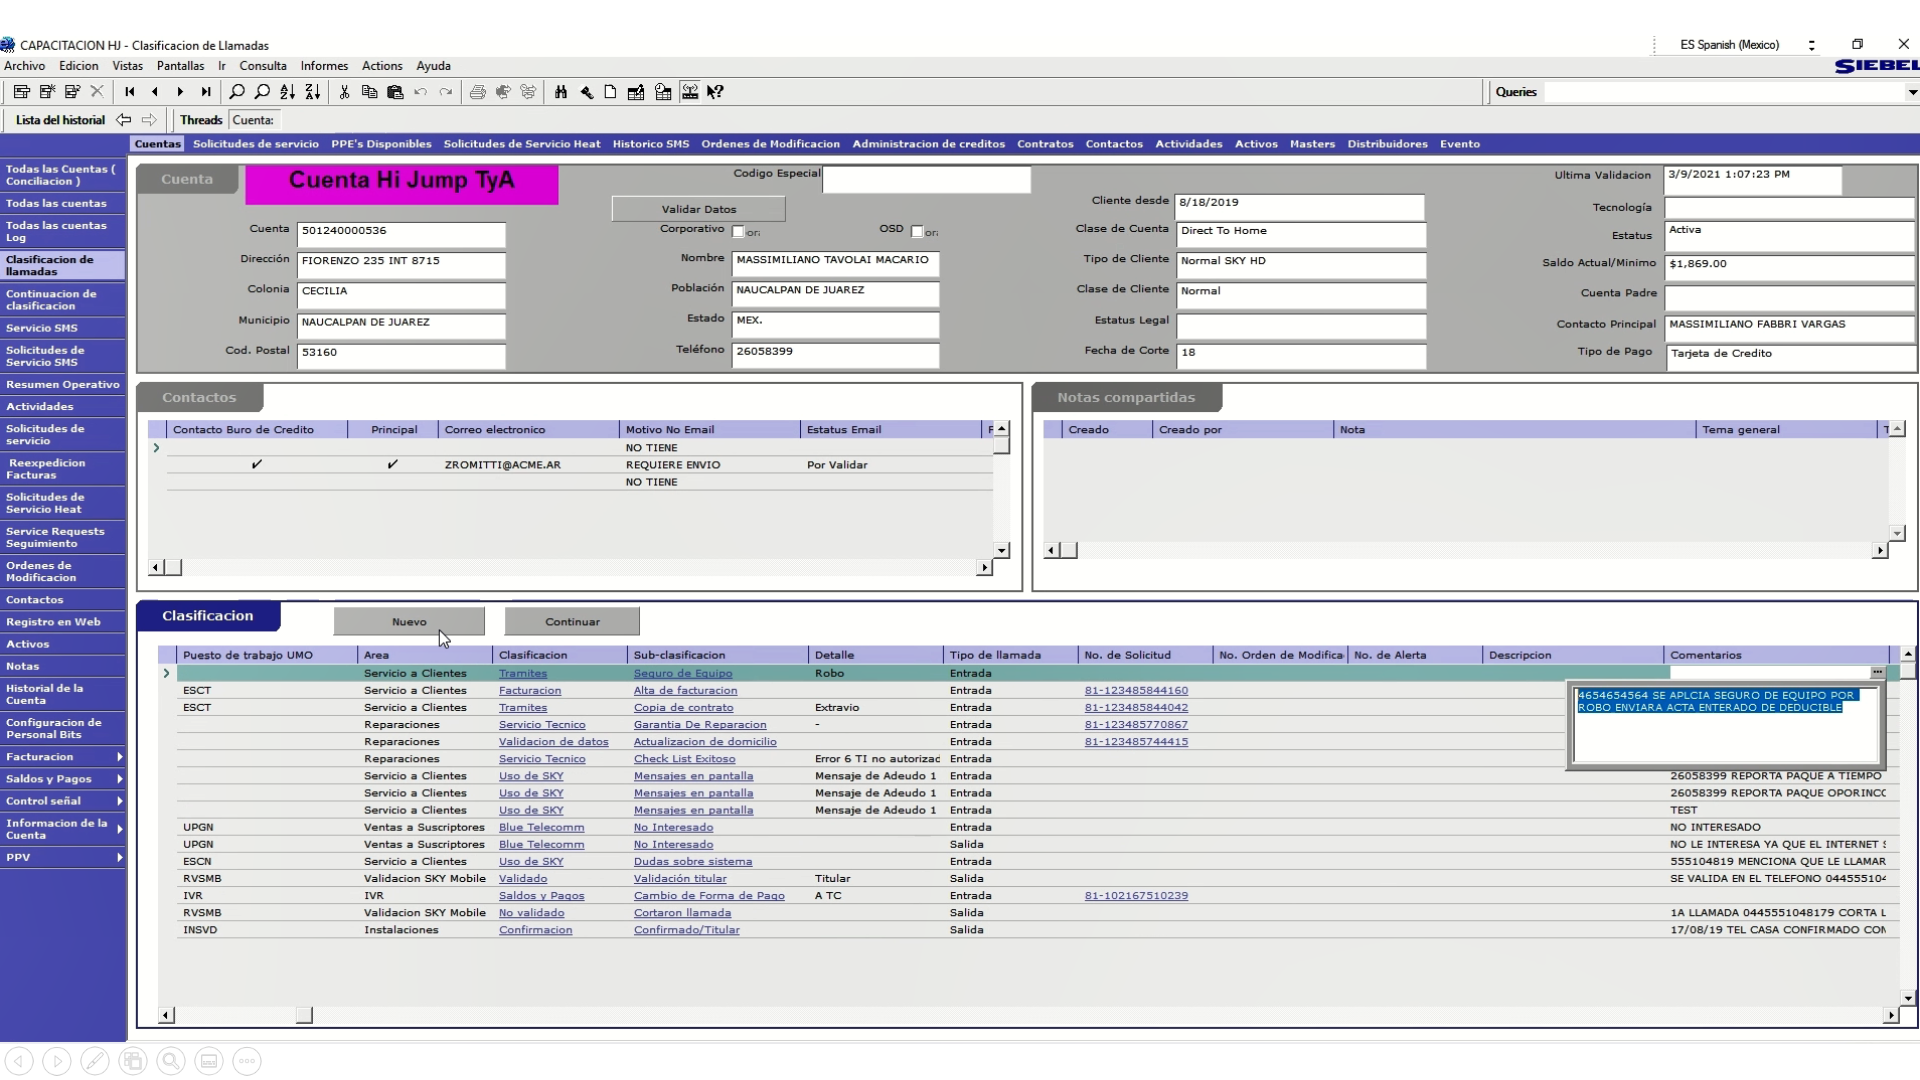 CAPACITACION HJ - Clasificacion de Llamadas
ES Spanish (Mexico)
Archivo Edicion Vistas Pantallas Ir Consulta Informes Actions Ayuda
SIEBEL
Queries
Lista del historial Threads Cuenta:
Cuentas Solicitudes de servicio PPE's Disponibles Solicitudes de Servicio Heat Historico SMS Ordenes de Modificacion Administracion de creditos Contratos Contactos Actividades Activos Masters Distribuidores Evento
Todas las Cuentas (
Conciliacion )
Todas las cuentas
Todas las cuentas
Log
Clasificacion de
llamadas
Continuacion de
clasificacion
Servicio SMS
Solicitudes de
Servicio SMS
Resumen Operativo
Actividades
Solicitudes de
servicio
Reexpedicion
Facturas
Solicitudes de
Servicio Heat
Service Requests
Seguimiento
Ordenes de
Modificacion
Contactos
Registro en Web
Activos
Notas
Historial de la
Cuenta
Configuracion de
Personal Bits
Facturacion
Saldos y Pagos
Control señal
Informacion de la
Cuenta
PPV
Cuenta
Cuenta Hi Jump TyA
Codigo Especial
Ultima Validacion 3/9/2021 1:07:23 PM
Validar Datos
Cliente desde 8/18/2019
Tecnología
Cuenta 501240000536
Corporativo
OSD
Clase de Cuenta Direct To Home
Estatus Activa
Dirección FIORENZO 235 INT 8715
Nombre MASSIMILIANO TAVOLAI MACARIO
Tipo de Cliente Normal SKY HD
Saldo Actual/Minimo $1,869.00
Colonia CECILIA
Población NAUCALPAN DE JUAREZ
Clase de Cliente Normal
Cuenta Padre
Municipio NAUCALPAN DE JUAREZ
Estado MEX.
Estatus Legal
Contacto Principal MASSIMILIANO FABBRI VARGAS
Cod. Postal 53160
Teléfono 26058399
Fecha de Corte 18
Tipo de Pago Tarjeta de Credito
Contactos
Contacto Buro de Credito Principal Correo electronico Motivo No Email Estatus Email
NO TIENE
ZROMITTI@ACME.AR REQUIERE ENVIO Por Validar
NO TIENE
Notas compartidas
Creado Creado por Nota Tema general
Clasificacion
Nuevo
Continuar
Puesto de trabajo UMO Area Clasificacion Sub-clasificacion Detalle Tipo de llamada No. de Solicitud No. Orden de Modifica No. de Alerta Descripcion Comentarios
Servicio a Clientes Tramites Seguro de Equipo Robo Entrada
ESCT Servicio a Clientes Facturacion Alta de facturacion Entrada 81-123485844160
ESCT Servicio a Clientes Tramites Copia de contrato Extravio Entrada 81-123485844042
Reparaciones Servicio Tecnico Garantia De Reparacion - Entrada 81-123485770867
Reparaciones Validacion de datos Actualizacion de domicilio Entrada 81-123485744415
Reparaciones Servicio Tecnico Check List Exitoso Error 6 TI no autorizad Entrada
Servicio a Clientes Uso de SKY Mensajes en pantalla Mensaje de Adeudo 1 Entrada 26058399 REPORTA PAQUE A TIEMPO
Servicio a Clientes Uso de SKY Mensajes en pantalla Mensaje de Adeudo 1 Entrada 26058399 REPORTA PAQUE OPORINCO
Servicio a Clientes Uso de SKY Mensajes en pantalla Mensaje de Adeudo 1 Entrada TEST
UPGN Ventas a Suscriptores Blue Telecomm No Interesado Entrada NO INTERESADO
UPGN Ventas a Suscriptores Blue Telecomm No Interesado Salida NO LE INTERESA YA QUE EL INTERNET
ESCN Servicio a Clientes Uso de SKY Dudas sobre sistema Entrada 555104819 MENCIONA QUE LE LLAMAR
RVSMB Validacion SKY Mobile Validado Validación titular Titular Salida SE VALIDA EN EL TELEFONO 04455510
IVR IVR Saldos y Pagos Cambio de Forma de Pago A TC Entrada 81-102167510239
RVSMB Validacion SKY Mobile No validado Cortaron llamada Salida 1A LLAMADA 0445551048179 CORTA L
INSVD Instalaciones Confirmacion Confirmado/Titular Salida 17/08/19 TEL CASA CONFIRMADO CON
4654654564 SE APLCIA SEGURO DE EQUIPO POR
ROBO ENVIARA ACTA ENTERADO DE DEDUCIBLE